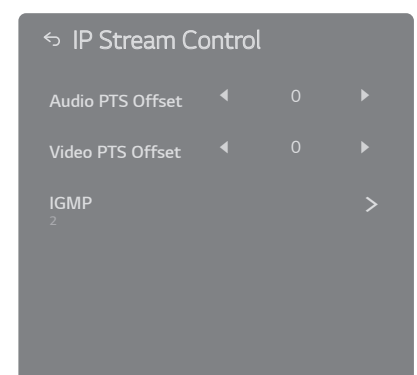 IP Stream Control
Audio PTS Offset 0
Video PTS Offset 0
IGMP
2